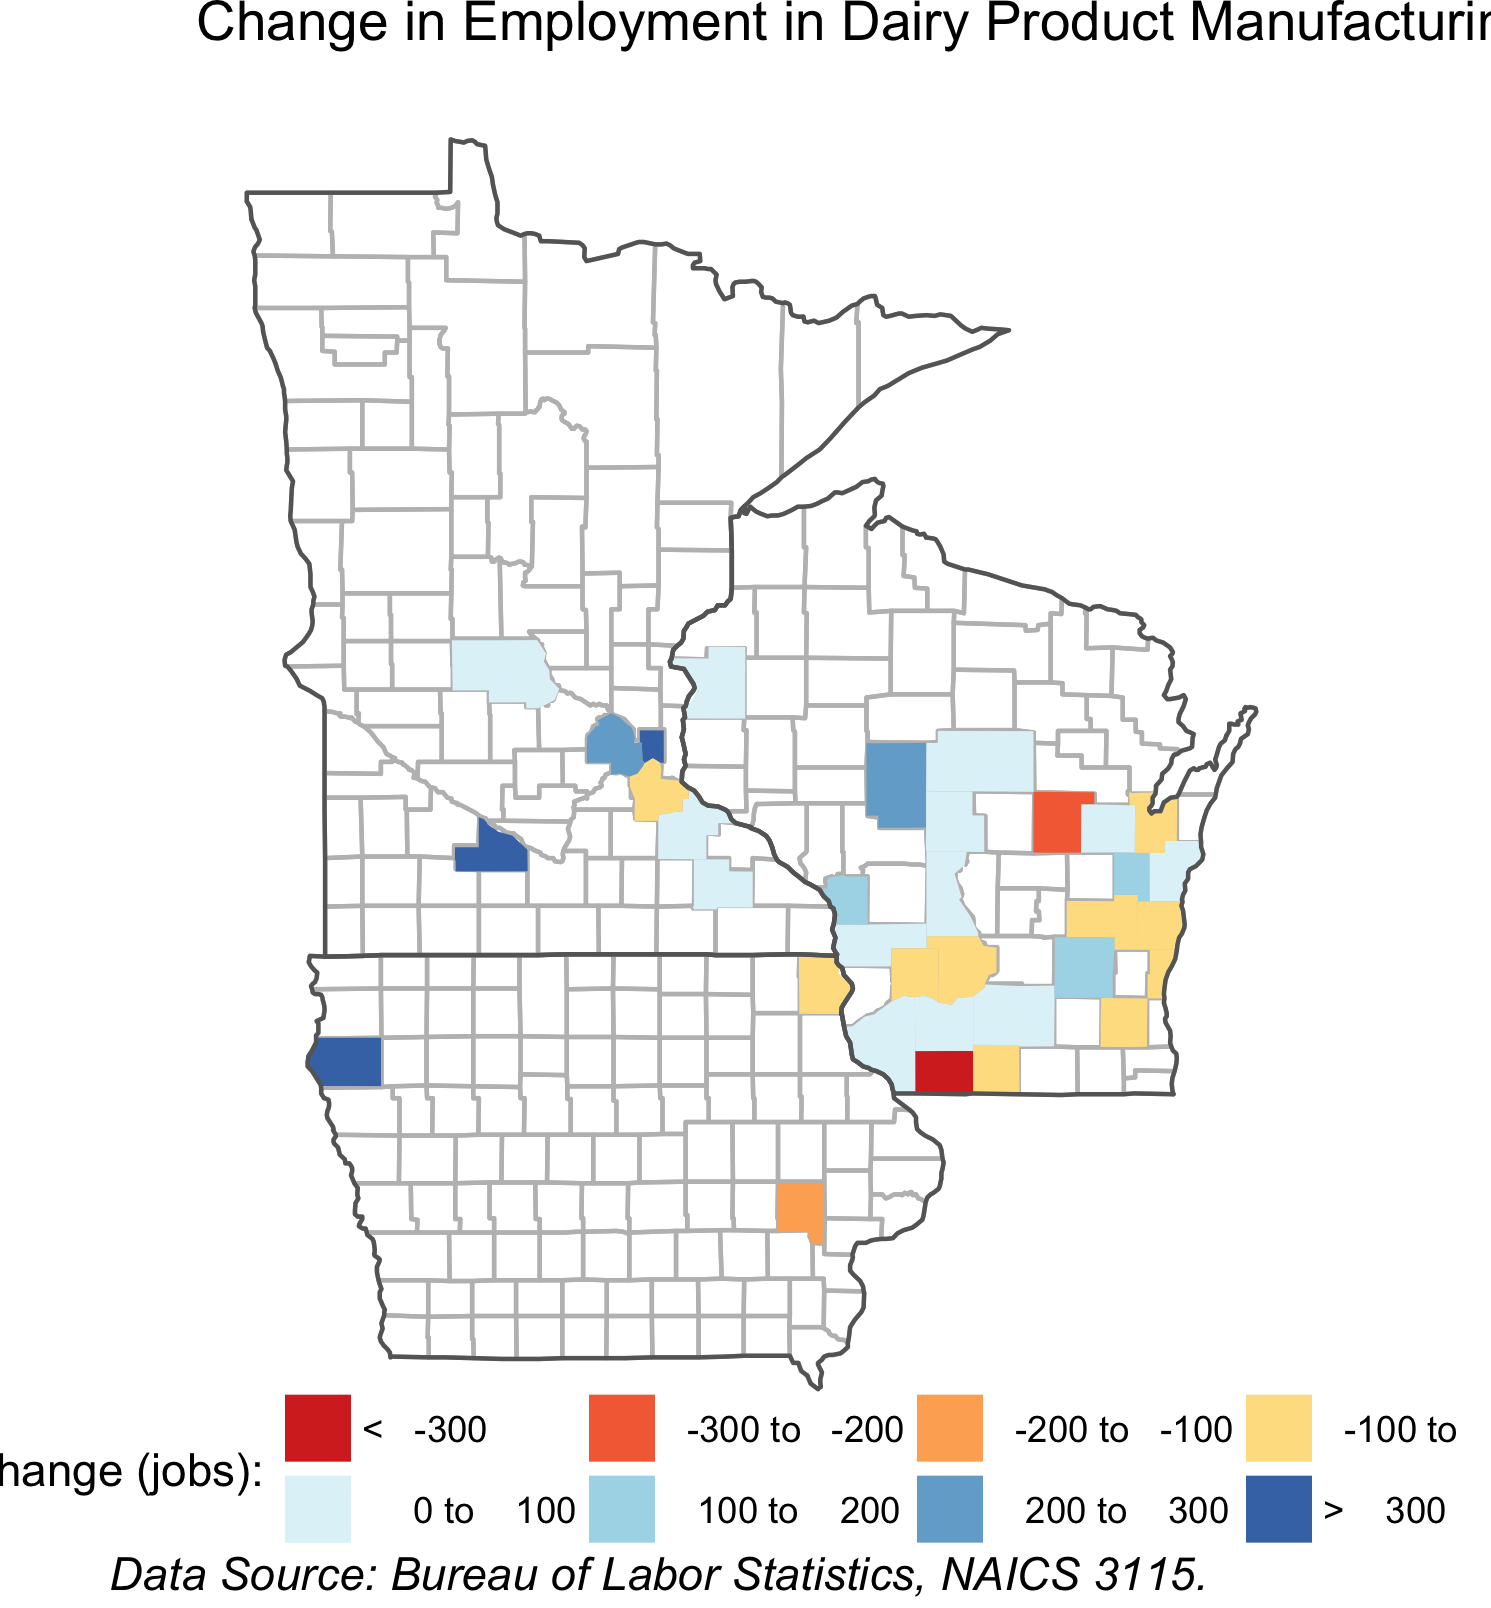 Change in Employment in Dairy Product Manufacturin
< -300 -300 to -200 -200 to -100 -100 to
hange (jobs):
0 to 100 100 to 200 200 to 300 > 300
Data Source: Bureau of Labor Statistics, NAICS 3115.